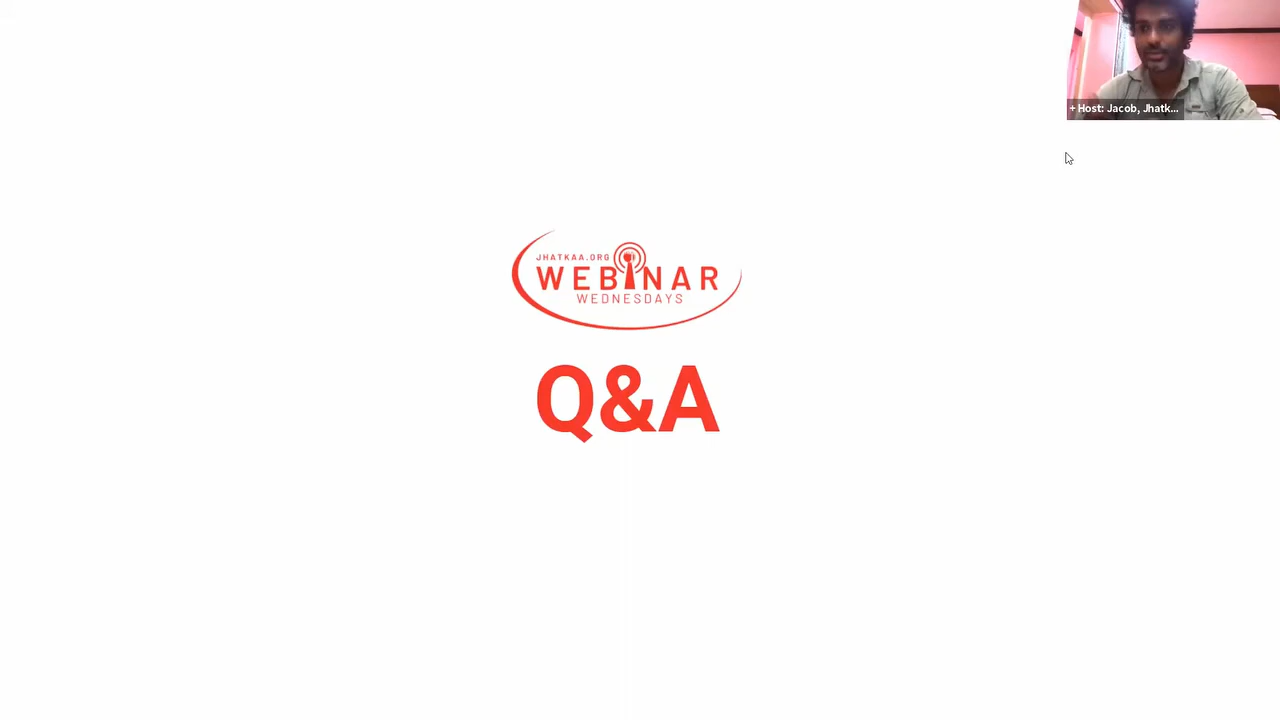 + Host: Jacob, Jhatk...
JHATKAA.ORG
WEBINAR
WEDNESDAYS
Q&A